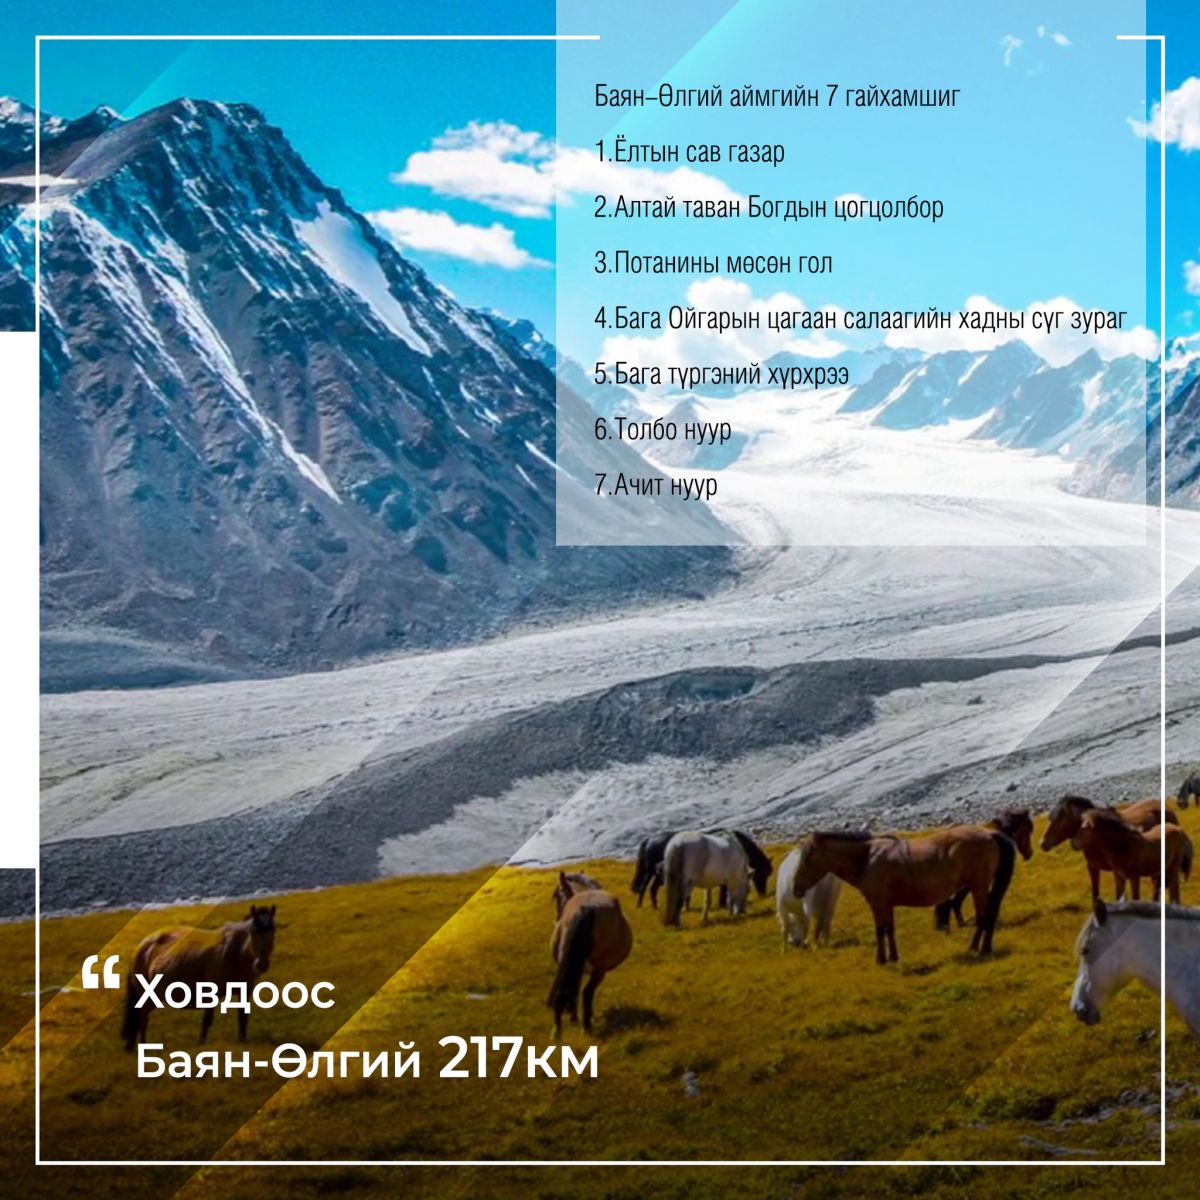 Баян–Өлгий аймгийн 7 гайхамшиг
1.Ёлтын сав газар
2.Алтай таван Богдын цогцолбор
3.Потанины мөсөн гол
4.Бага Ойгарын цагаан салаагийн хадны сүг зураг
5.Бага түргэний хүрхрээ
6.Толбо нуур
7.Ачит нуур
“ Ховдоос
Баян-Өлгий 217км